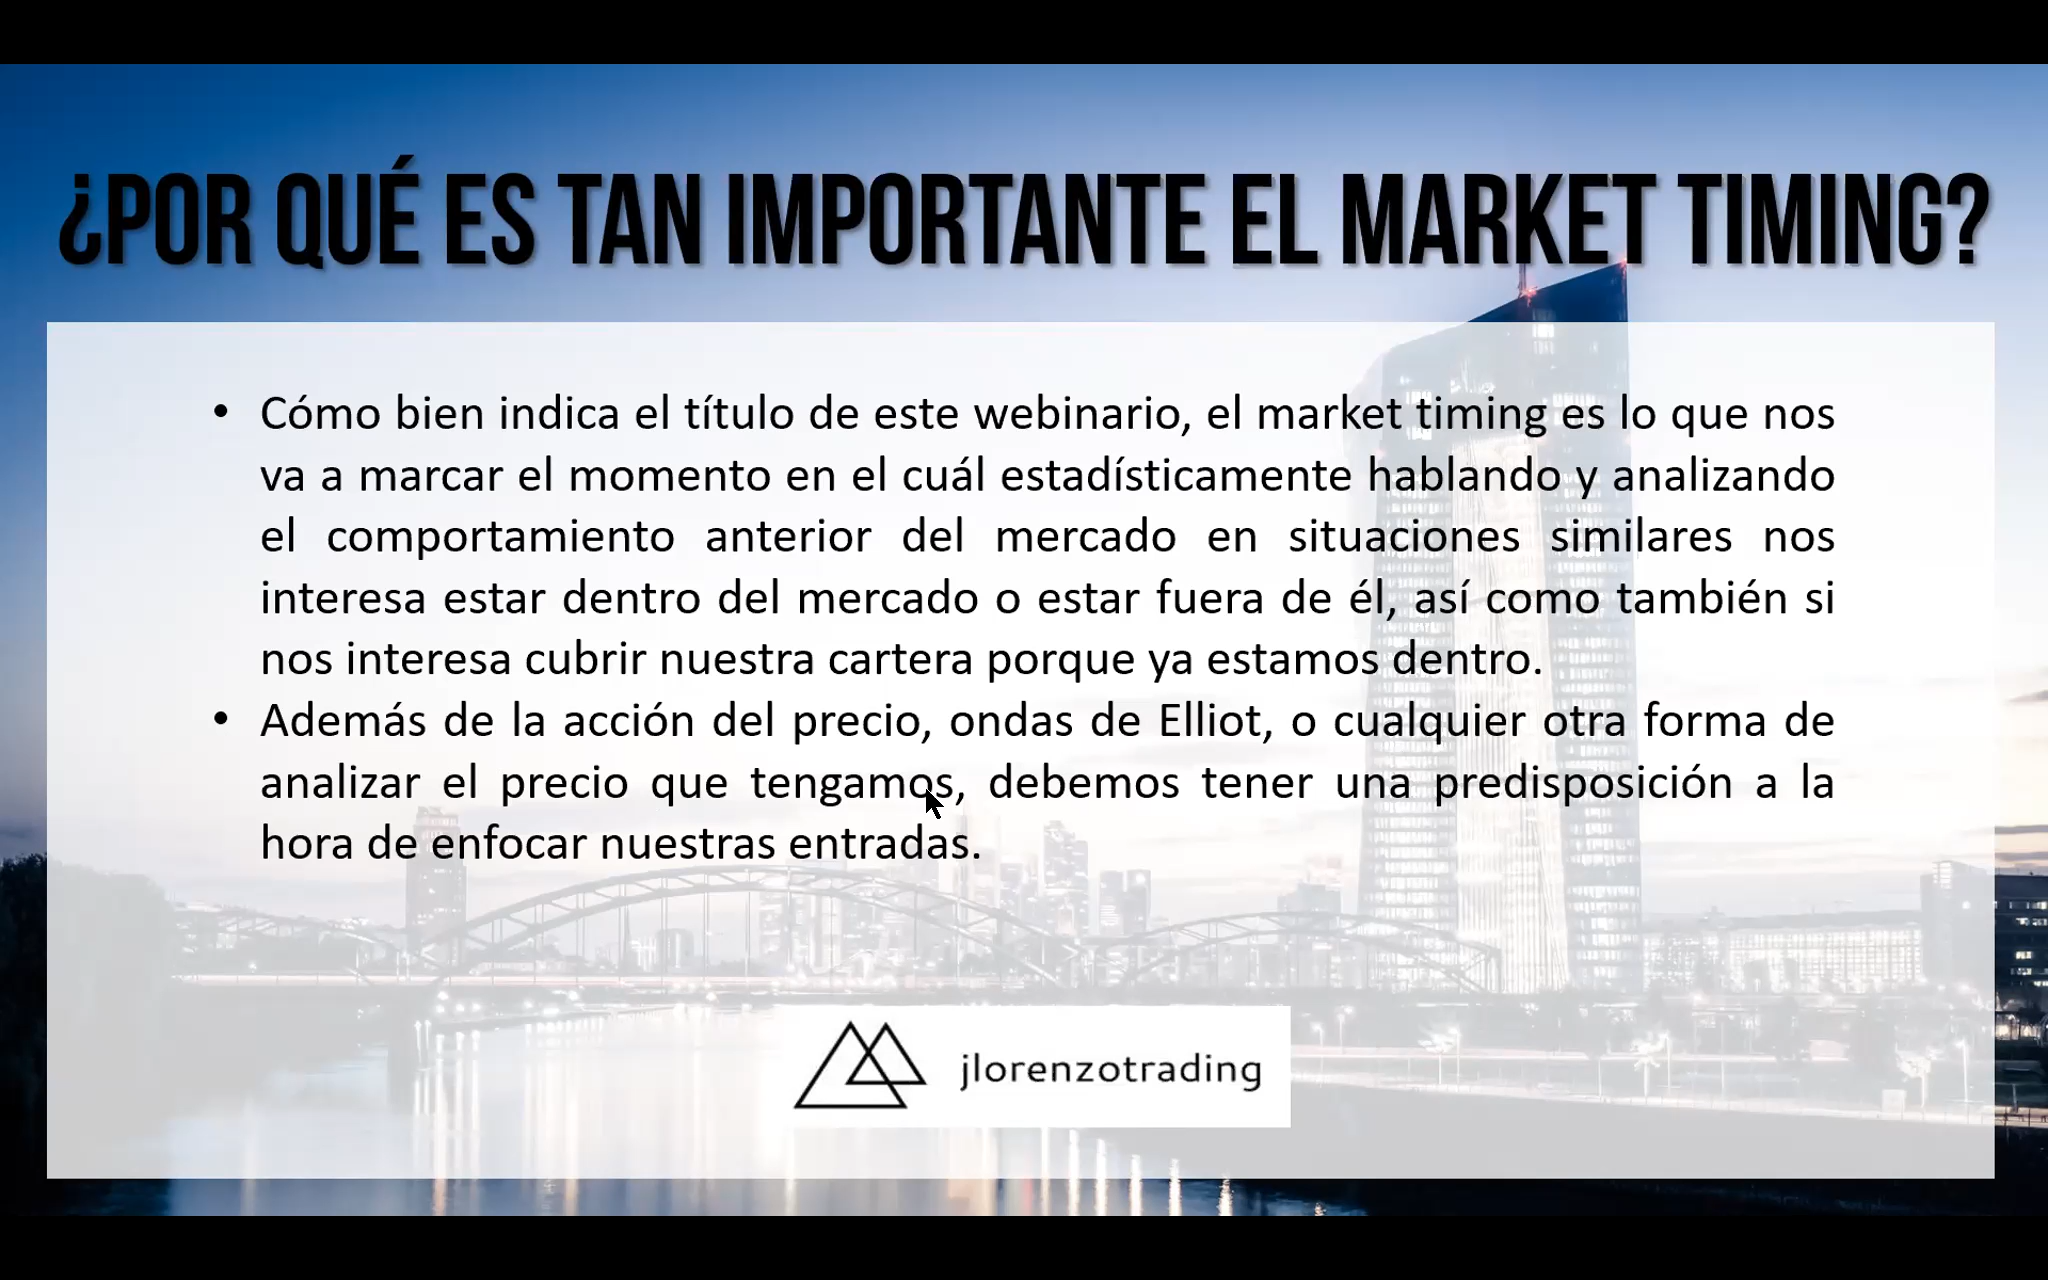 ¿POR QUÉ ES TAN IMPORTANTE EL MARKET TIMING?
• Cómo bien indica el título de este webinario, el market timing es lo que nos
va a marcar el momento en el cuál estadísticamente hablando y analizando
el comportamiento anterior del mercado en situaciones similares nos
interesa estar dentro del mercado o estar fuera de él, así como también si
nos interesa cubrir nuestra cartera porque ya estamos dentro.
• Además de la acción del precio, ondas de Elliot, o cualquier otra forma de
analizar el precio que tengamos, debemos tener una predisposición a la
hora de enfocar nuestras entradas.
jlorenzotrading